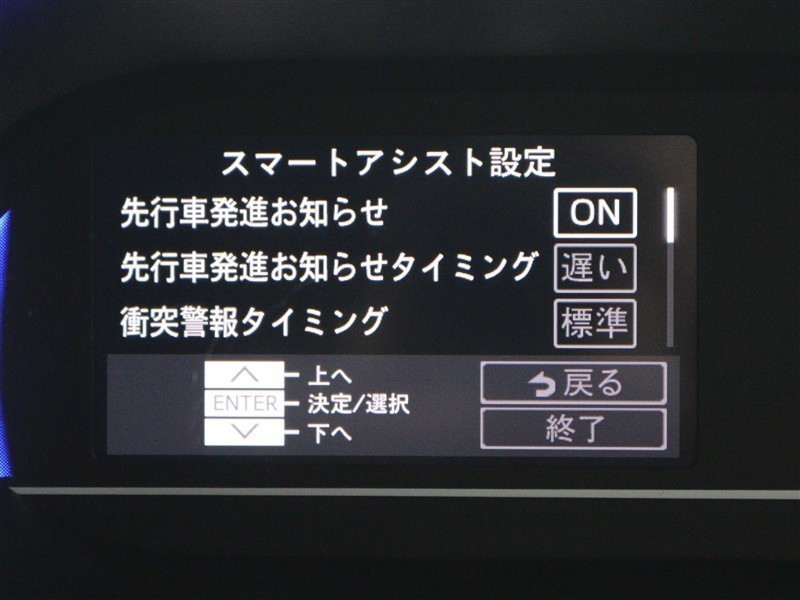 スマートアシスト設定
先行車発進お知らせ ON
先行車発進お知らせタイミング 遅い
衝突警報タイミング 標準
上へ
ENTER 決定/選択
下へ
戻る
終了